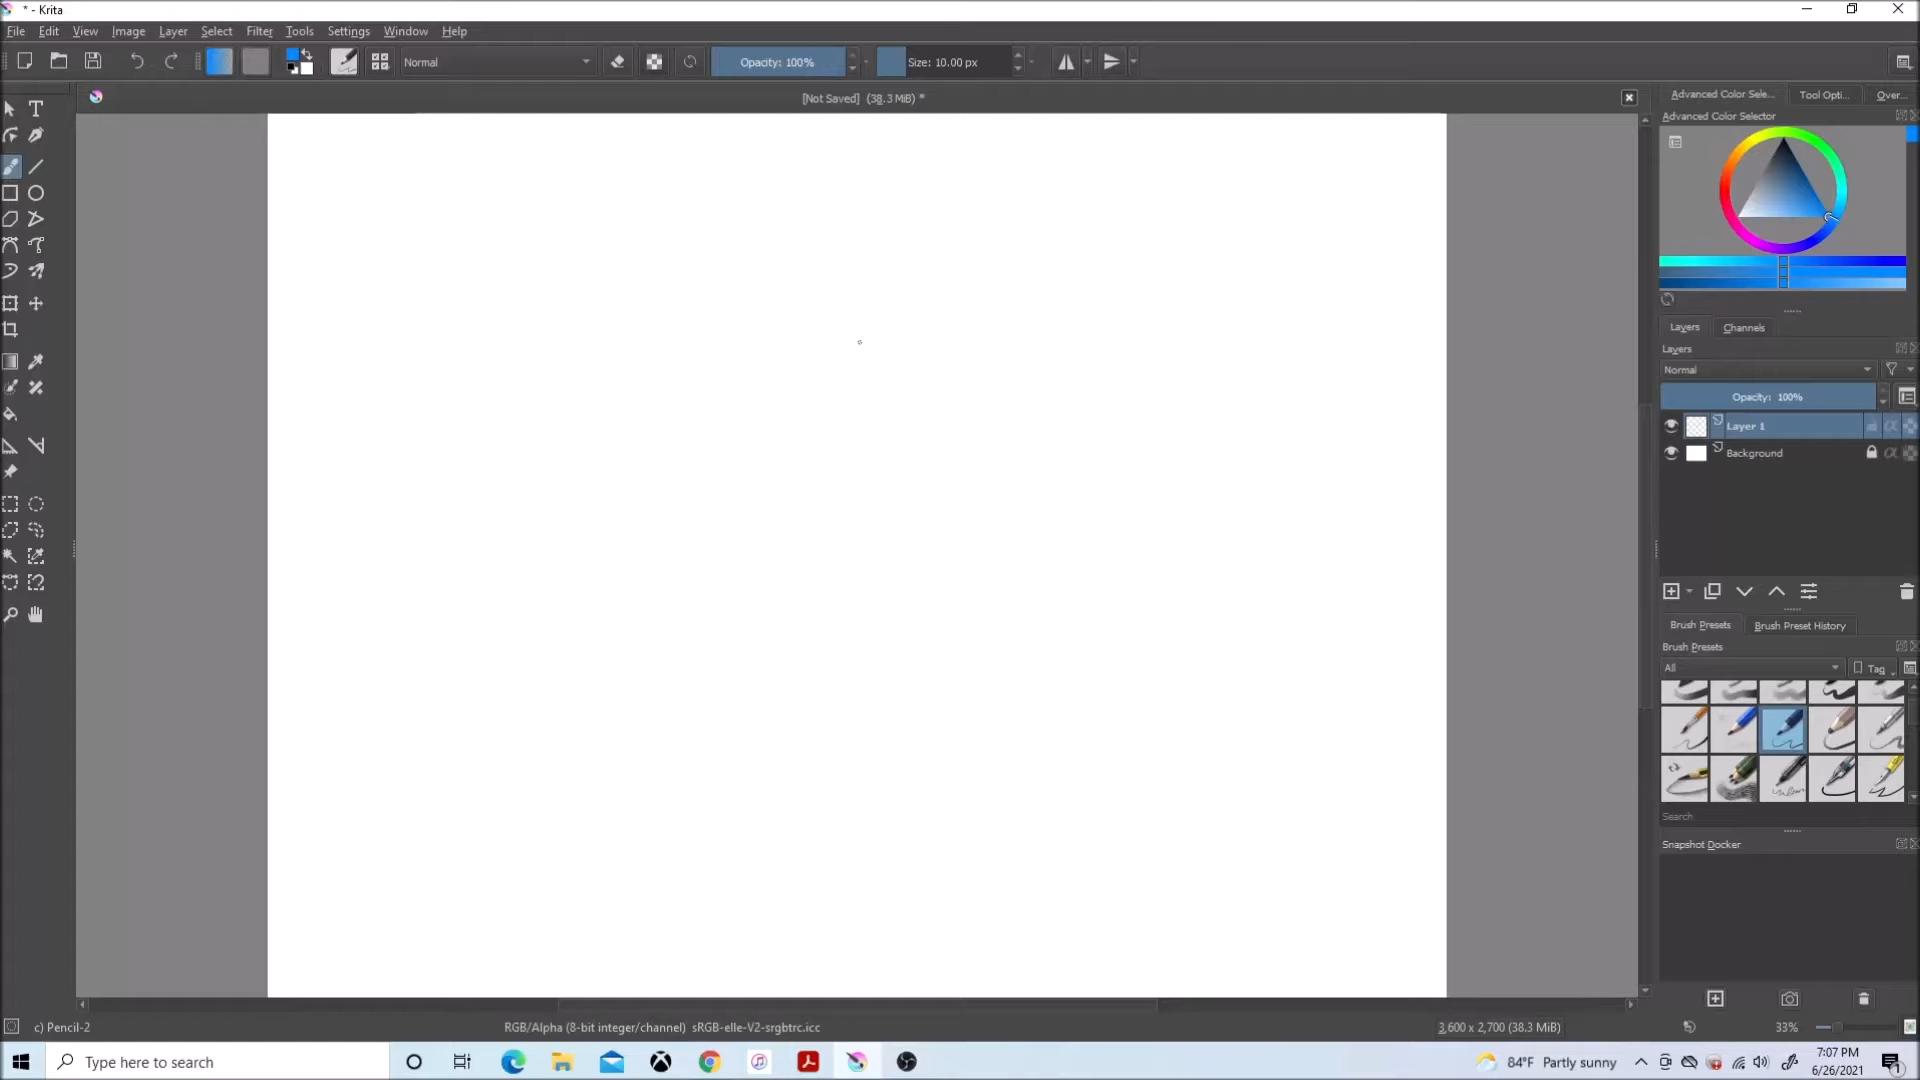 * - Krita
File Edit View Image Layer Select Filter Tools Settings Window Help
Normal
Opacity: 100%
Size: 10.00 px
[Not Saved] (38.3 MiB) *
Advanced Color Sele... Tool Opti... Over...
Advanced Color Selector
Layers Channels
Layers
Normal
Opacity: 100%
Layer 1
Background
Brush Presets Brush Preset History
Brush Presets
All Tag
Search
Snapshot Docker
c) Pencil-2
RGB/Alpha (8-bit integer/channel) sRGB-elle-V2-srgbtrc.icc
3,600 x 2,700 (38.3 MiB)
33%
Type here to search
84°F Partly sunny
7:07 PM
6/26/2021
1